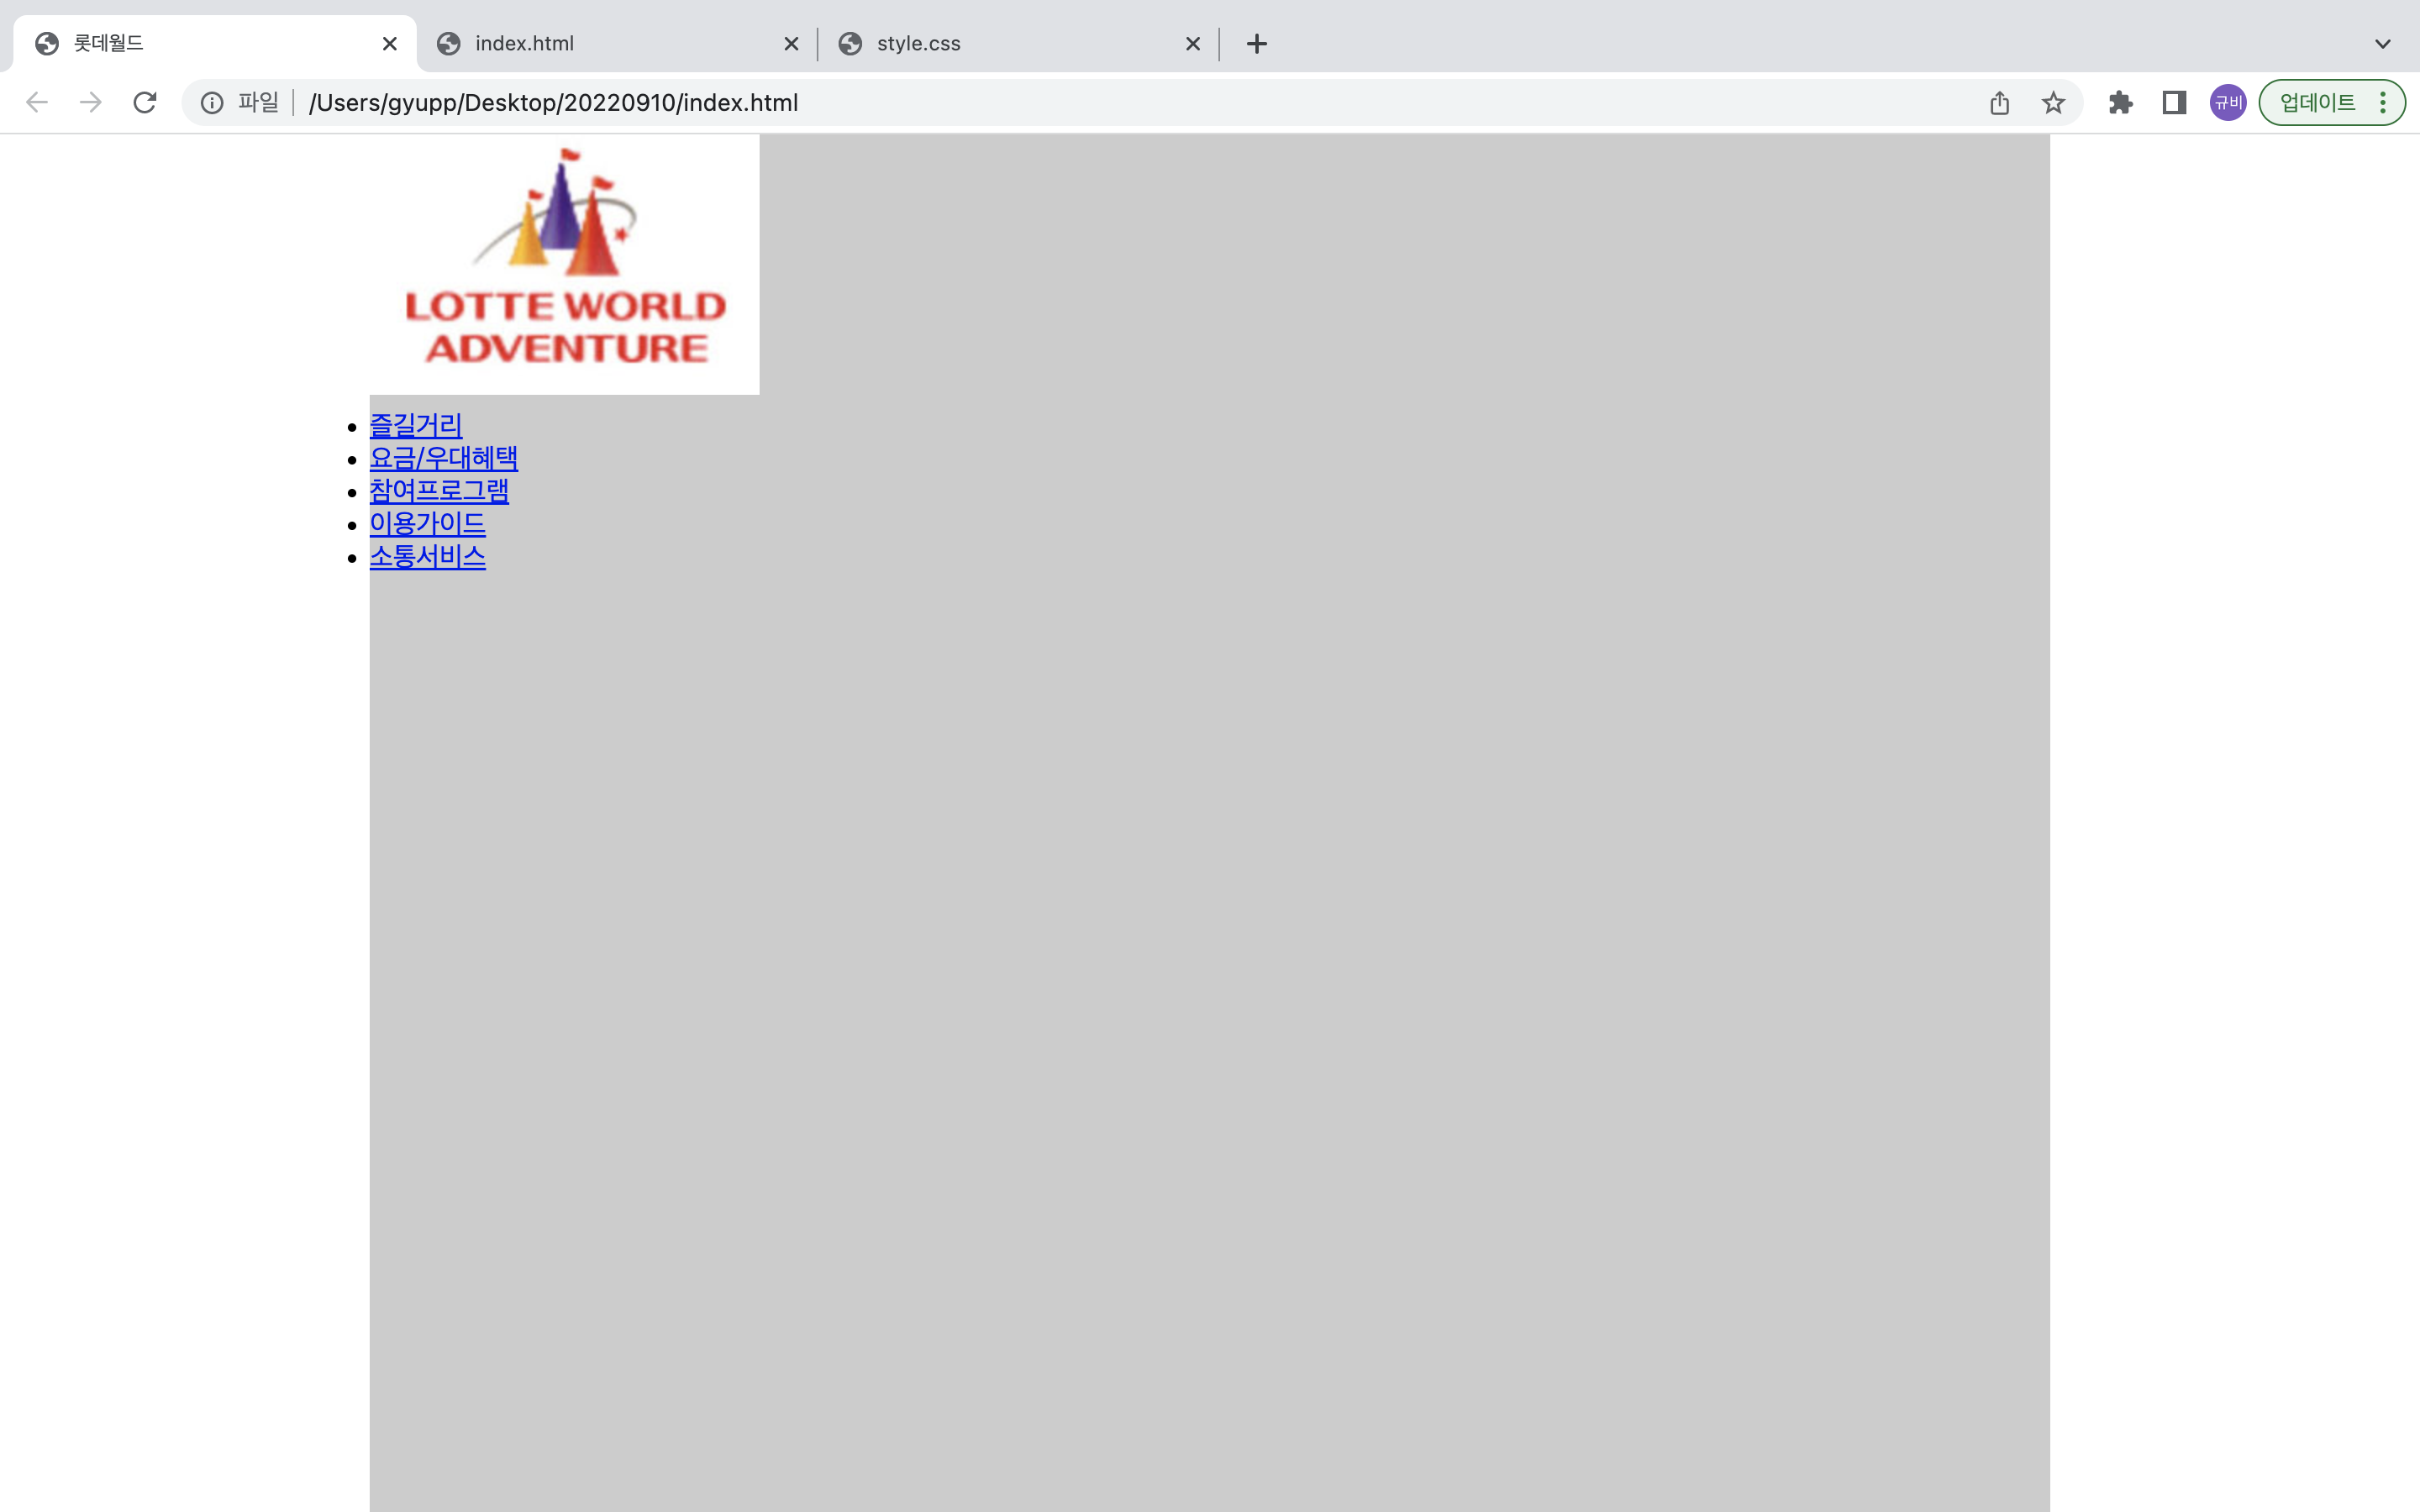 롯데월드
index.html
style.css
파일
/Users/gyupp/Desktop/20220910/index.html
규비
업데이트
LOTTE WORLD
ADVENTURE
즐길거리
요금/우대혜택
참여프로그램
이용가이드
소통서비스